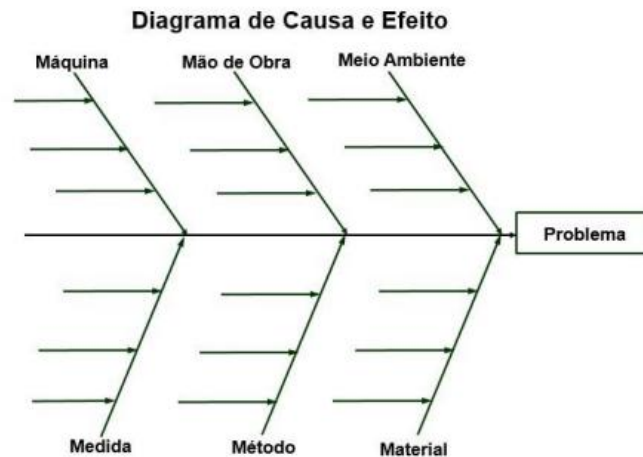 Diagrama de Causa e Efeito
Máquina
Mão de Obra
Meio Ambiente
Problema
Medida
Método
Material